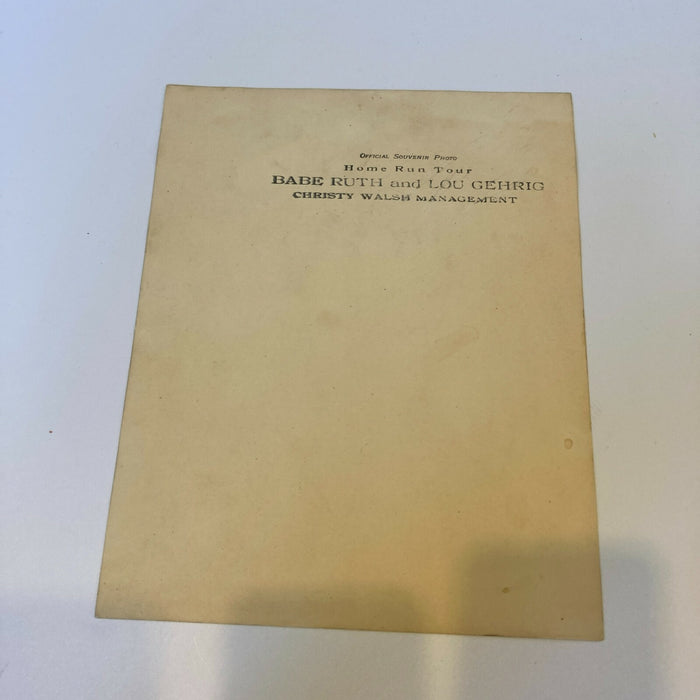 Official Souvenir Photo
Home Run Tour
BABE RUTH and LOU GEHRIG
CHRISTY WALSH MANAGEMENT